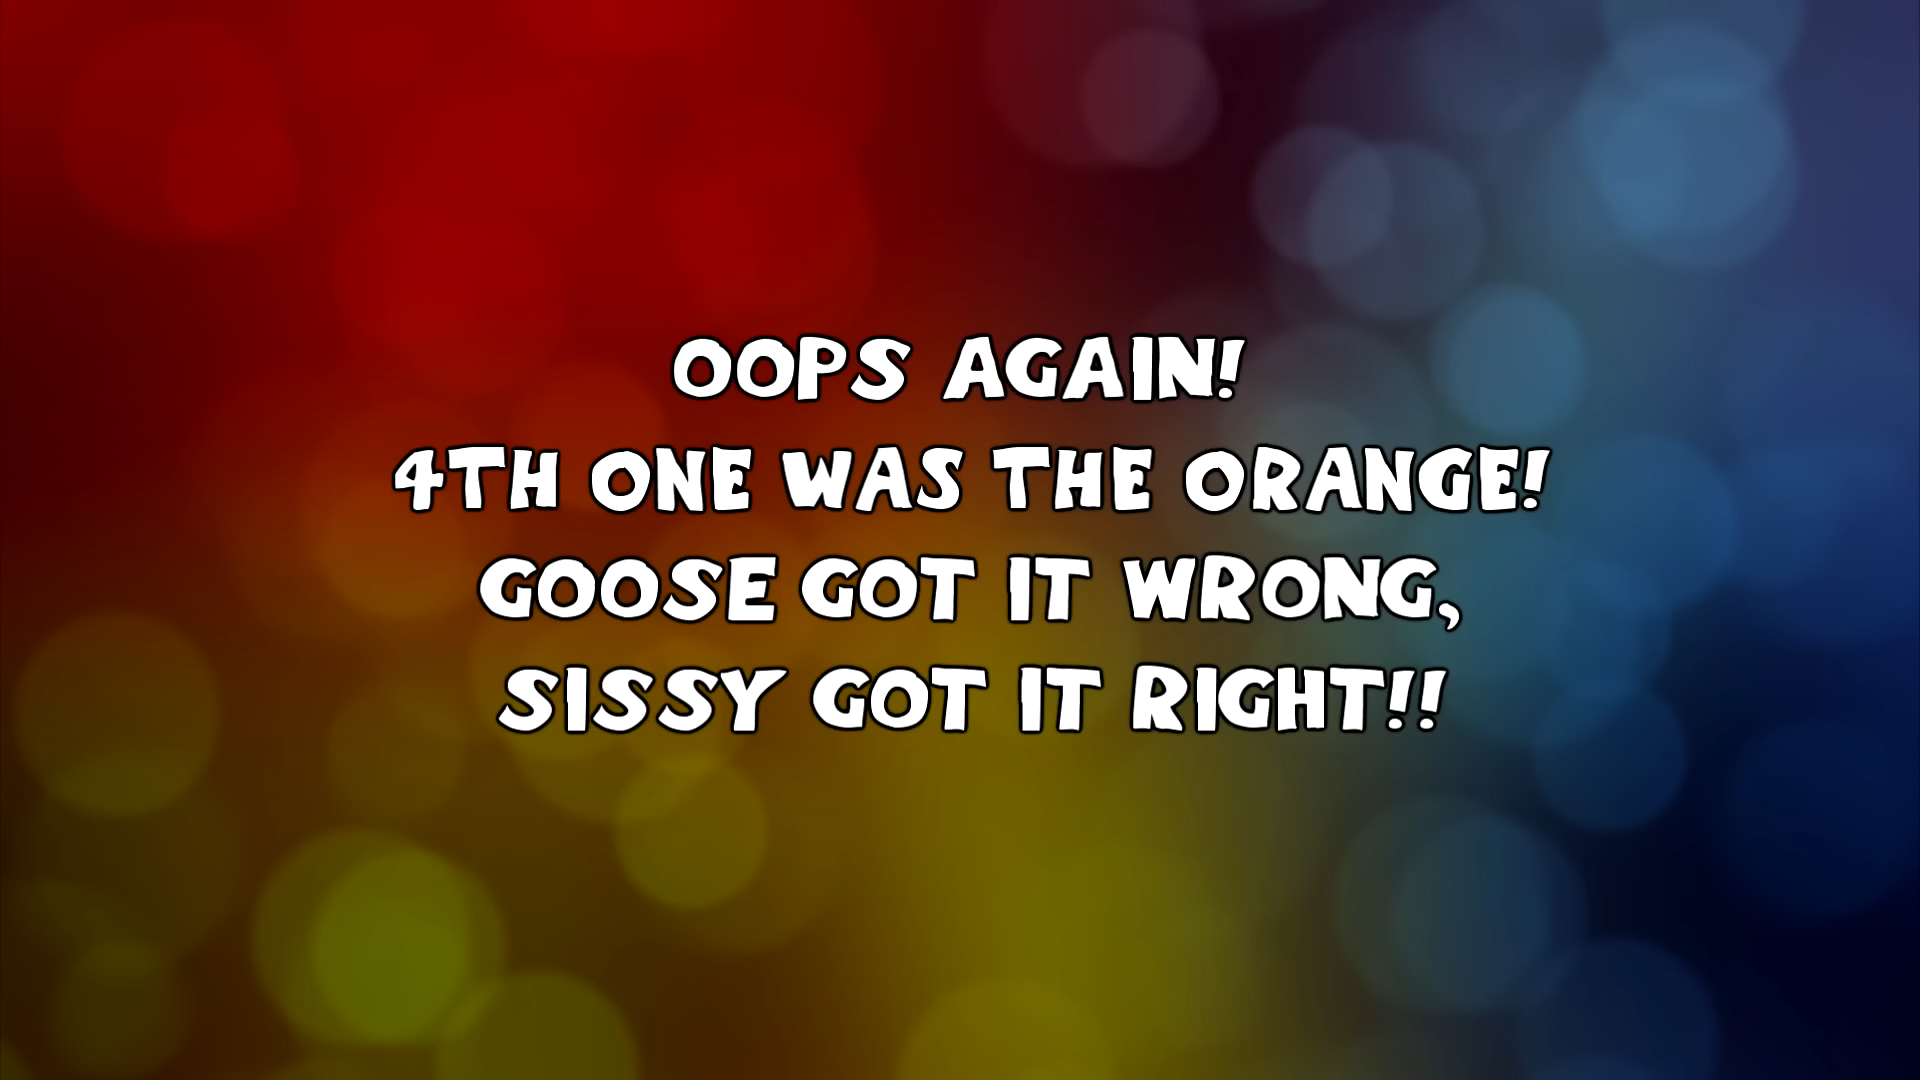 OOPS AGAIN!
4TH ONE WAS THE ORANGE!
GOOSE GOT IT WRONG,
SISSY GOT IT RIGHT!!